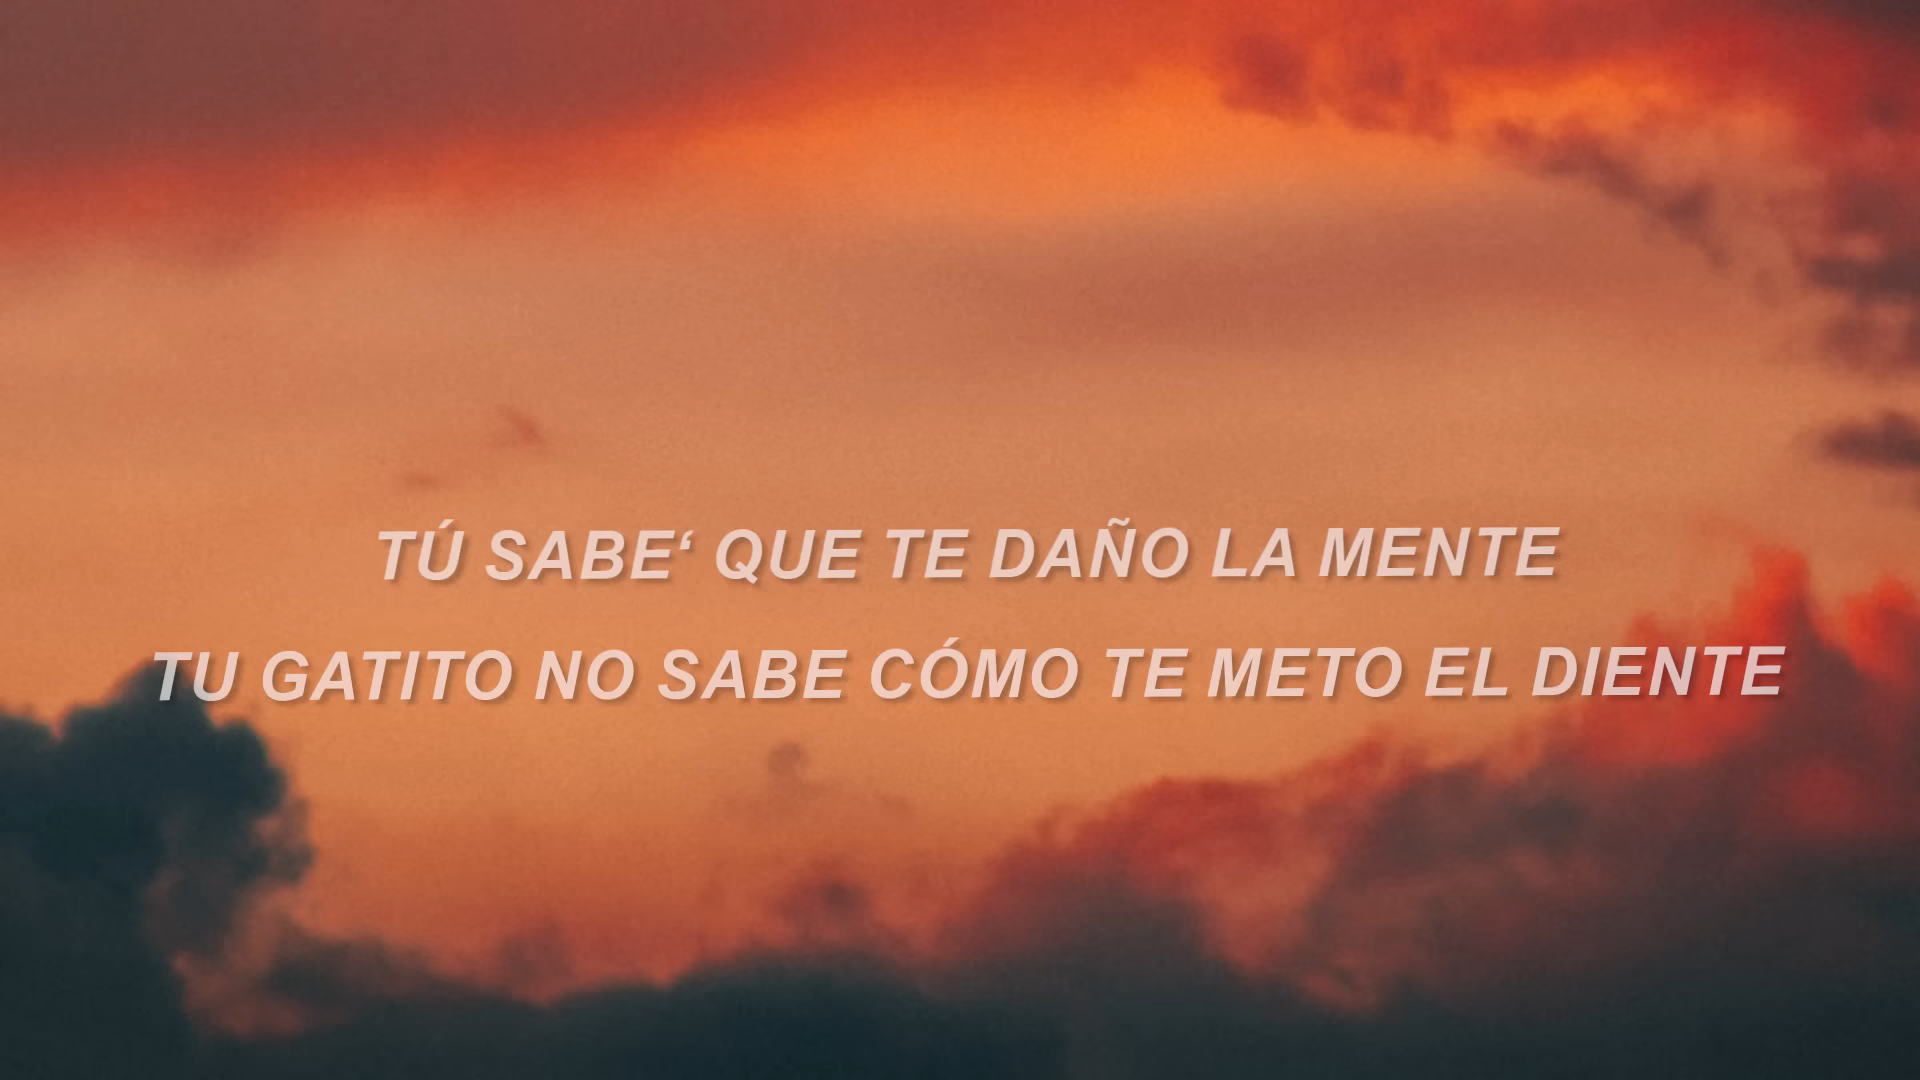 TÚ SABE‘ QUE TE DAÑO LA MENTE
TU GATITO NO SABE CÓMO TE METO EL DIENTE